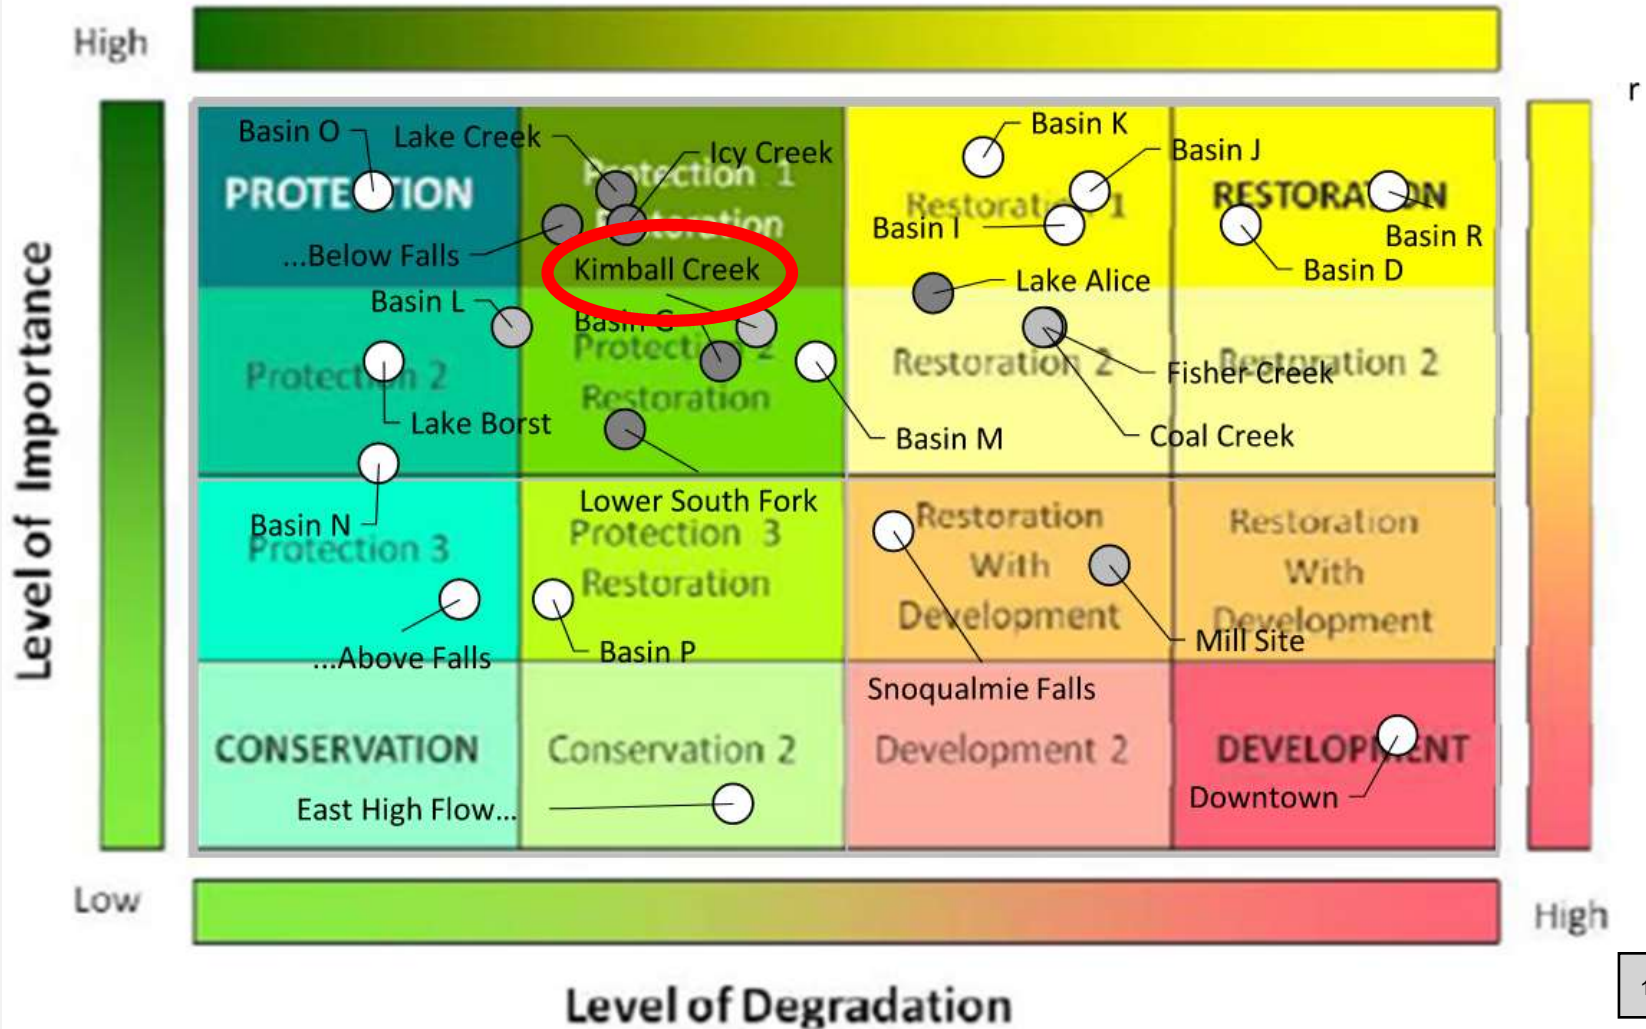 High
r
Basin O
Lake Creek
Icy Creek
Basin K
Basin J
PROTECTION
Protection 1
Restoration
Restoration 1
RESTORATION
Basin I
Basin R
...Below Falls
Kimball Creek
Basin D
Lake Alice
Basin L
Basin G
Protection 2
Protection 2
Restoration
Restoration 2
Restoration 2
Fisher Creek
Lake Borst
Basin M
Coal Creek
Lower South Fork
Basin N
Protection 3
Protection 3
Restoration
Restoration
With
Development
Restoration
With
Development
Mill Site
...Above Falls
Basin P
Snoqualmie Falls
CONSERVATION
Conservation 2
Development 2
DEVELOPMENT
East High Flow...
Downtown
Level of Importance
Low
High
Level of Degradation